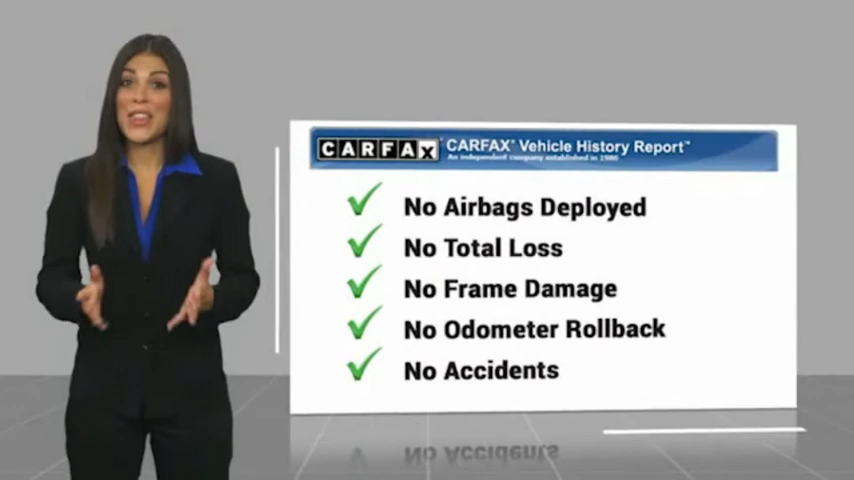 CARFAX CARFAX® Vehicle History Report™
An independent company established in 1980
No Airbags Deployed
No Total Loss
No Frame Damage
No Odometer Rollback
No Accidents
No Accidents